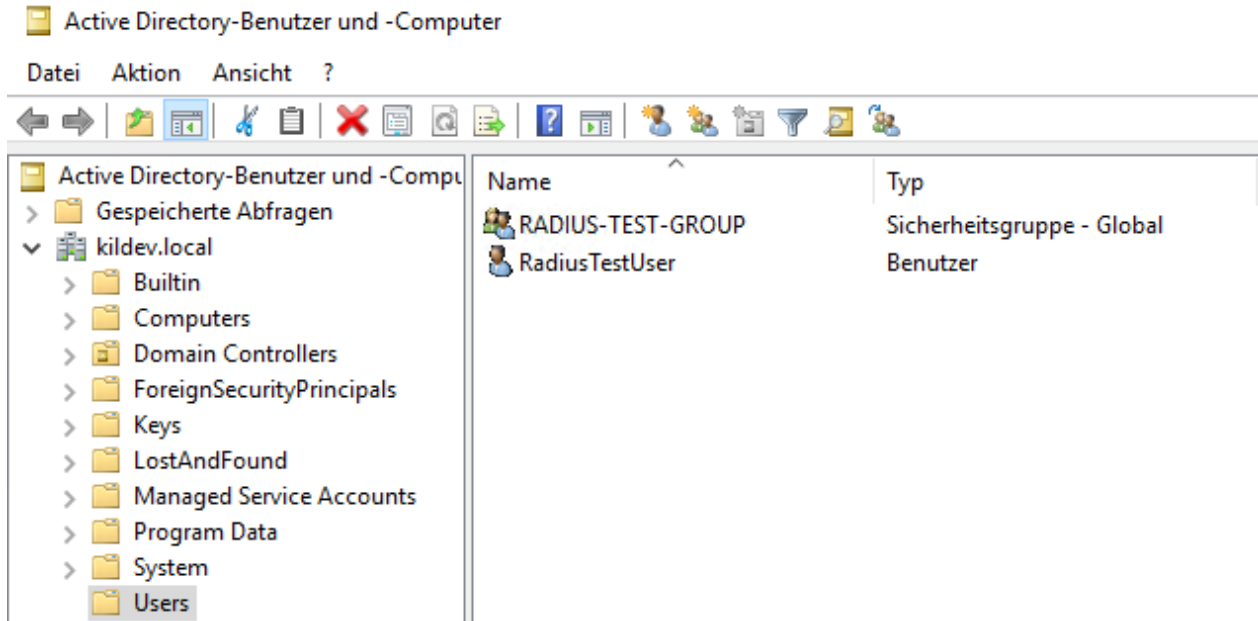 Active Directory-Benutzer und -Computer
Datei Aktion Ansicht ?
Active Directory-Benutzer und -Compu
Gespeicherte Abfragen
kildev.local
Builtin
Computers
Domain Controllers
ForeignSecurityPrincipals
Keys
LostAndFound
Managed Service Accounts
Program Data
System
Users
Name Typ
RADIUS-TEST-GROUP Sicherheitsgruppe - Global
RadiusTestUser Benutzer